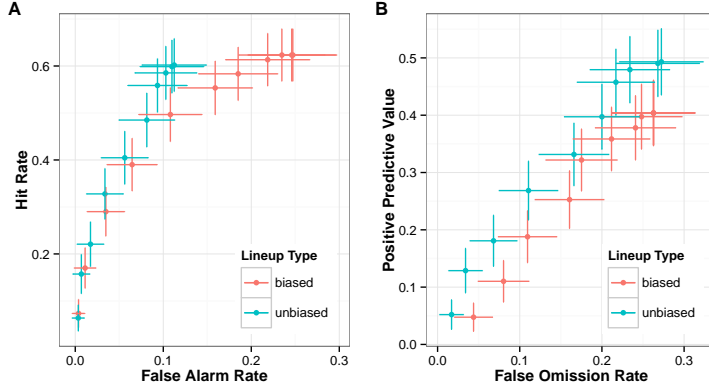 A
Hit Rate
0.6
0.4
0.2
Lineup Type
biased
unbiased
0.0 0.1 0.2 0.3
False Alarm Rate
B
Positive Predictive Value
0.5
0.4
0.3
0.2
0.1
0.0
Lineup Type
biased
unbiased
0.0 0.1 0.2 0.3
False Omission Rate